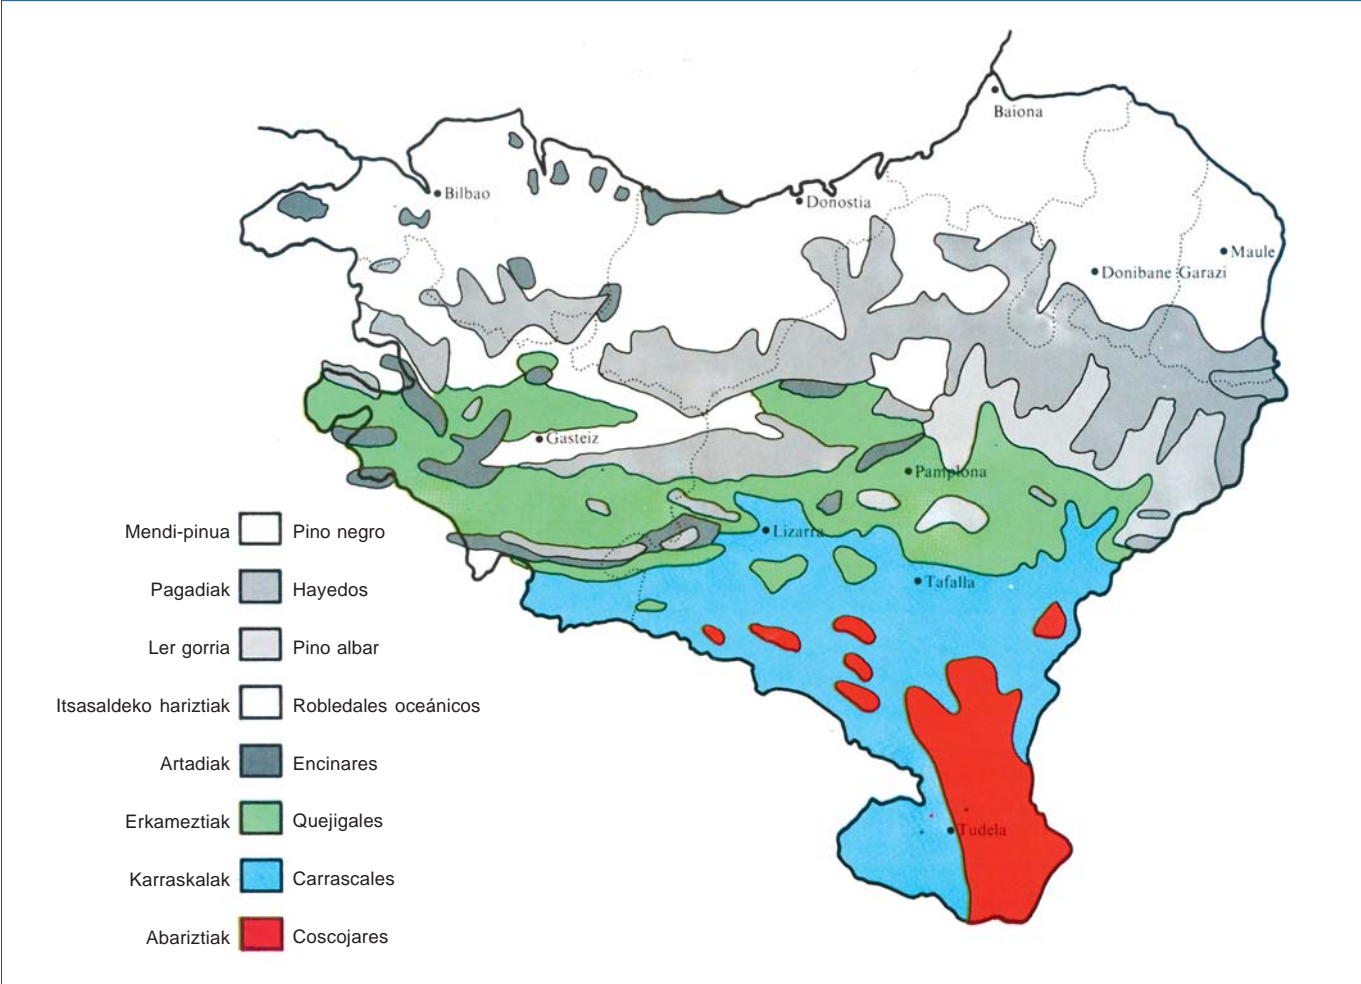 Baiona
Bilbao
Donostia
Maule
Donibane Garazi
Gasteiz
Pamplona
Lizarra
Tafalla
Tudela
Mendi-pinua Pino negro
Pagadiak Hayedos
Ler gorria Pino albar
Itsasaldeko hariztiak Robledales oceánicos
Artadiak Encinares
Erkameztiak Quejigales
Karraskalak Carrascales
Abariztiak Coscojares